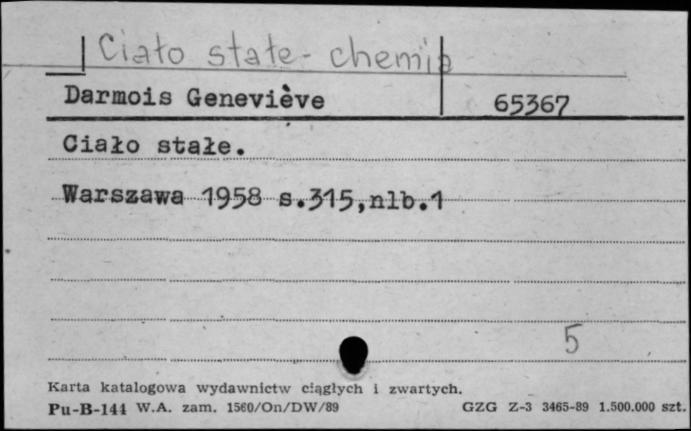 Ciało stałe - chemia
Darmois Geneviève 65367
Ciało stałe.
Warszawa 1958 s.315,nlb.1
5
Karta katalogowa wydawnictw ciągłych i zwartych.
Pu-B-144 W.A. zam. 1560/On/DW/89 GZG Z-3 3465-89 1.500.000 szt.